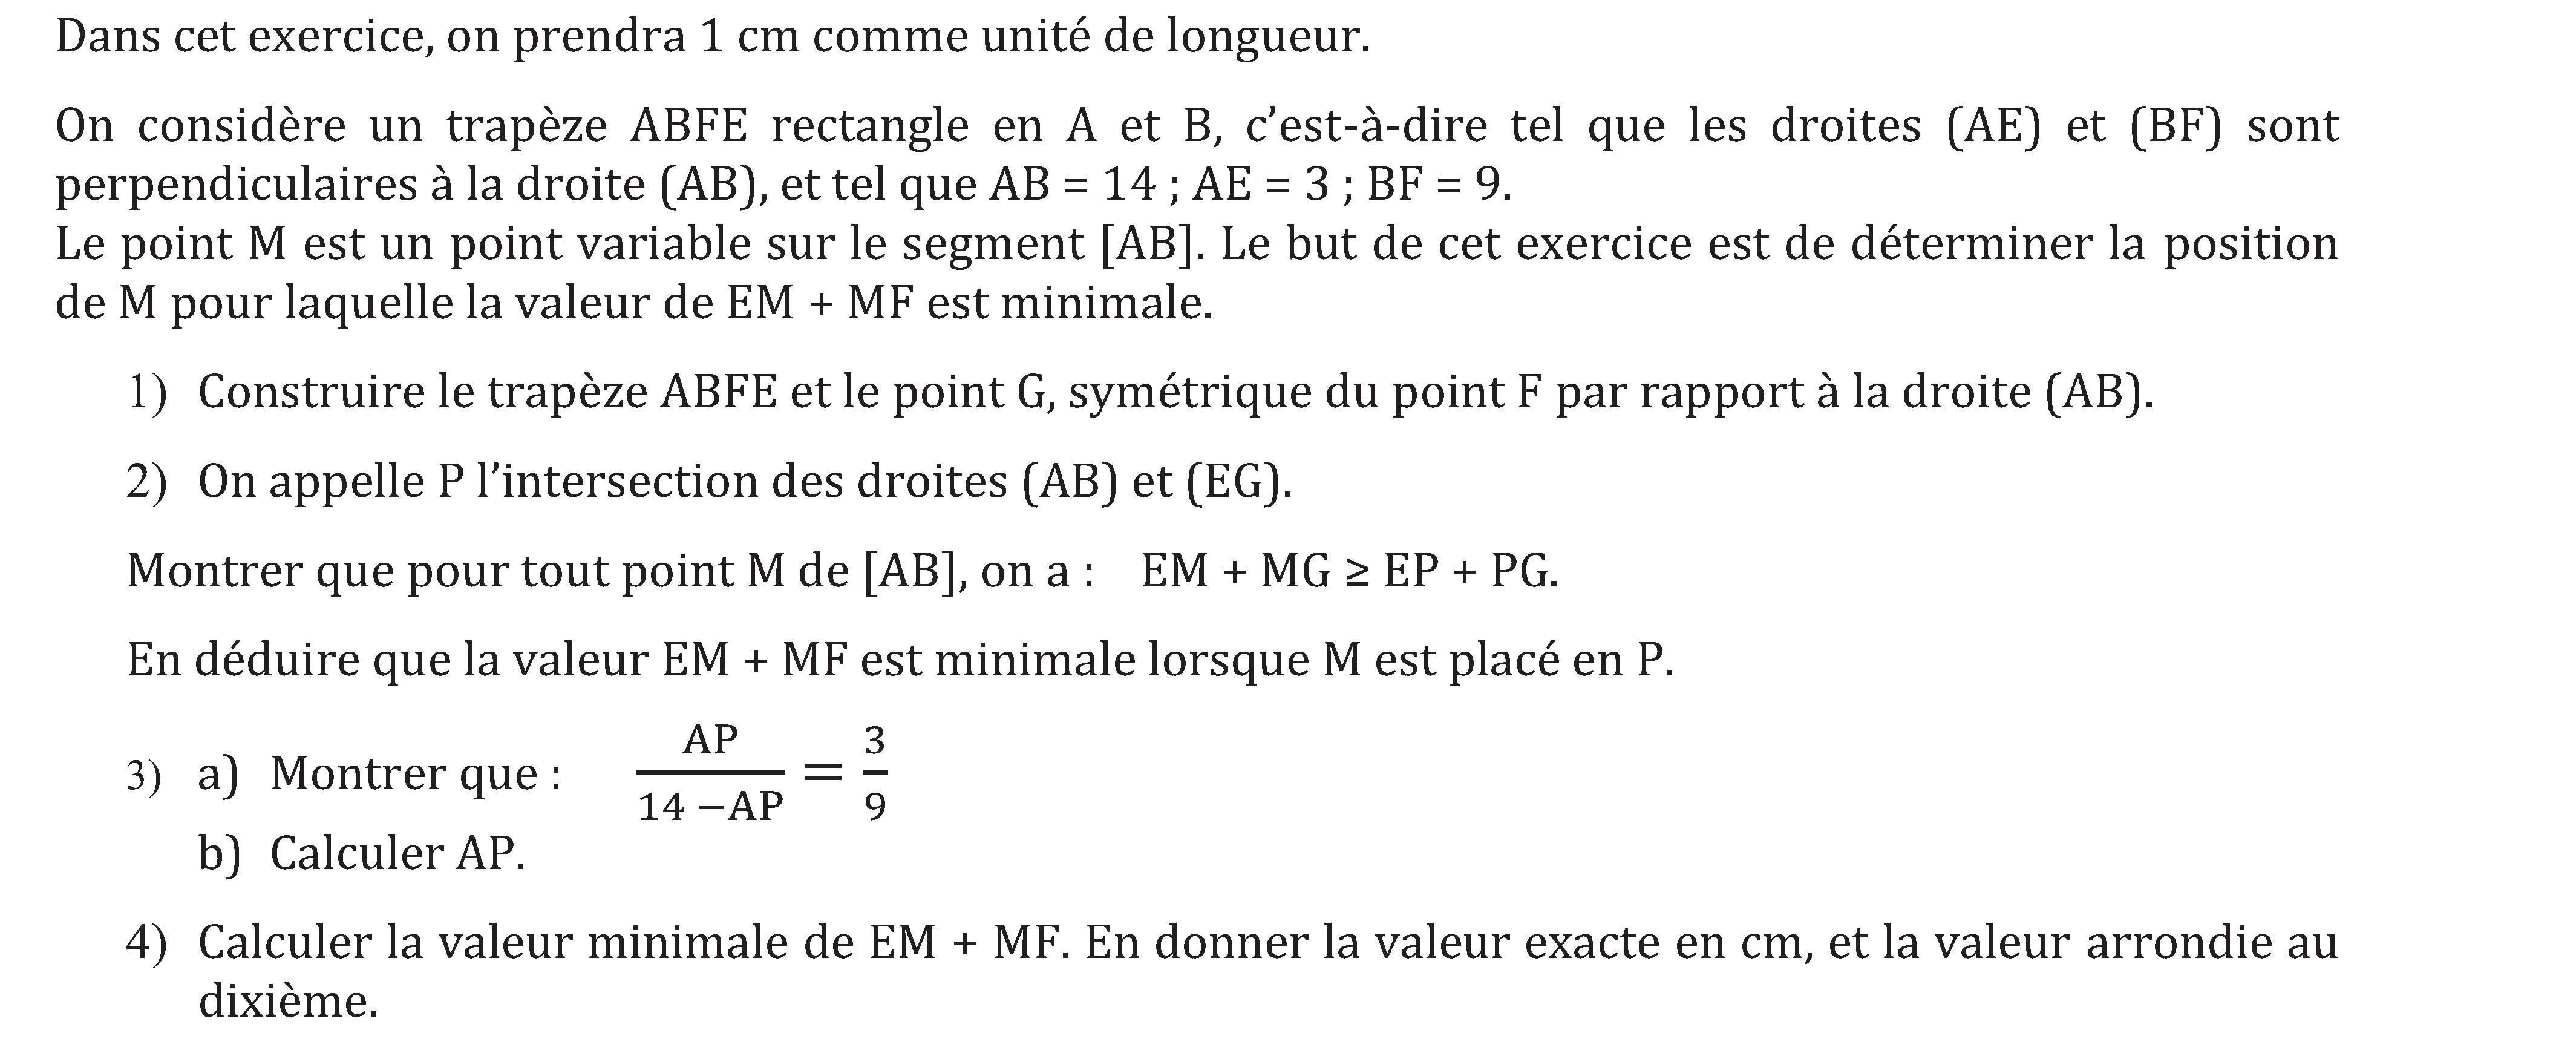 Dans cet exercice, on prendra 1 cm comme unité de longueur.
On considère un trapèze ABFE rectangle en A et B, c’est-à-dire tel que les droites (AE) et (BF) sont
perpendiculaires à la droite (AB), et tel que AB = 14 ; AE = 3 ; BF = 9.
Le point M est un point variable sur le segment [AB]. Le but de cet exercice est de déterminer la position
de M pour laquelle la valeur de EM + MF est minimale.
1) Construire le trapèze ABFE et le point G, symétrique du point F par rapport à la droite (AB).
2) On appelle P l’intersection des droites (AB) et (EG).
Montrer que pour tout point M de [AB], on a : EM + MG ≥ EP + PG.
En déduire que la valeur EM + MF est minimale lorsque M est placé en P.
3) a) Montrer que : AP / (14 – AP) = 3 / 9
b) Calculer AP.
4) Calculer la valeur minimale de EM + MF. En donner la valeur exacte en cm, et la valeur arrondie au
dixième.